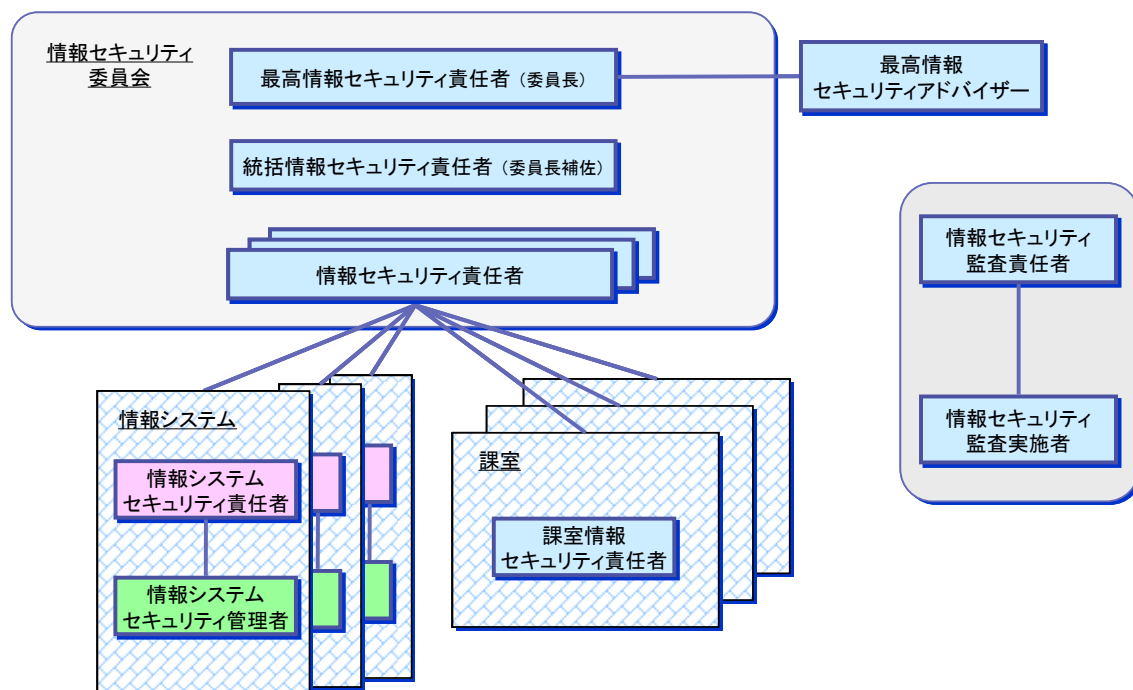 情報セキュリティ
委員会
最高情報セキュリティ責任者（委員長）
最高情報
セキュリティアドバイザー
統括情報セキュリティ責任者（委員長補佐）
情報セキュリティ責任者
情報セキュリティ
監査責任者
情報セキュリティ
監査実施者
情報システム
情報システム
セキュリティ責任者
情報システム
セキュリティ管理者
課室
課室情報
セキュリティ責任者